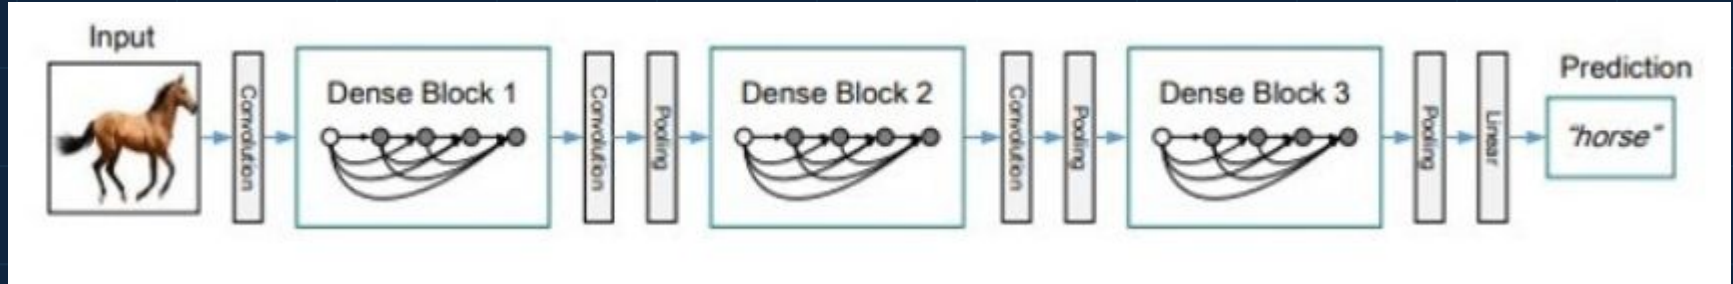 Input
Convolution
Dense Block 1
Convolution
Pooling
Dense Block 2
Convolution
Pooling
Dense Block 3
Pooling
Linear
Prediction
"horse"